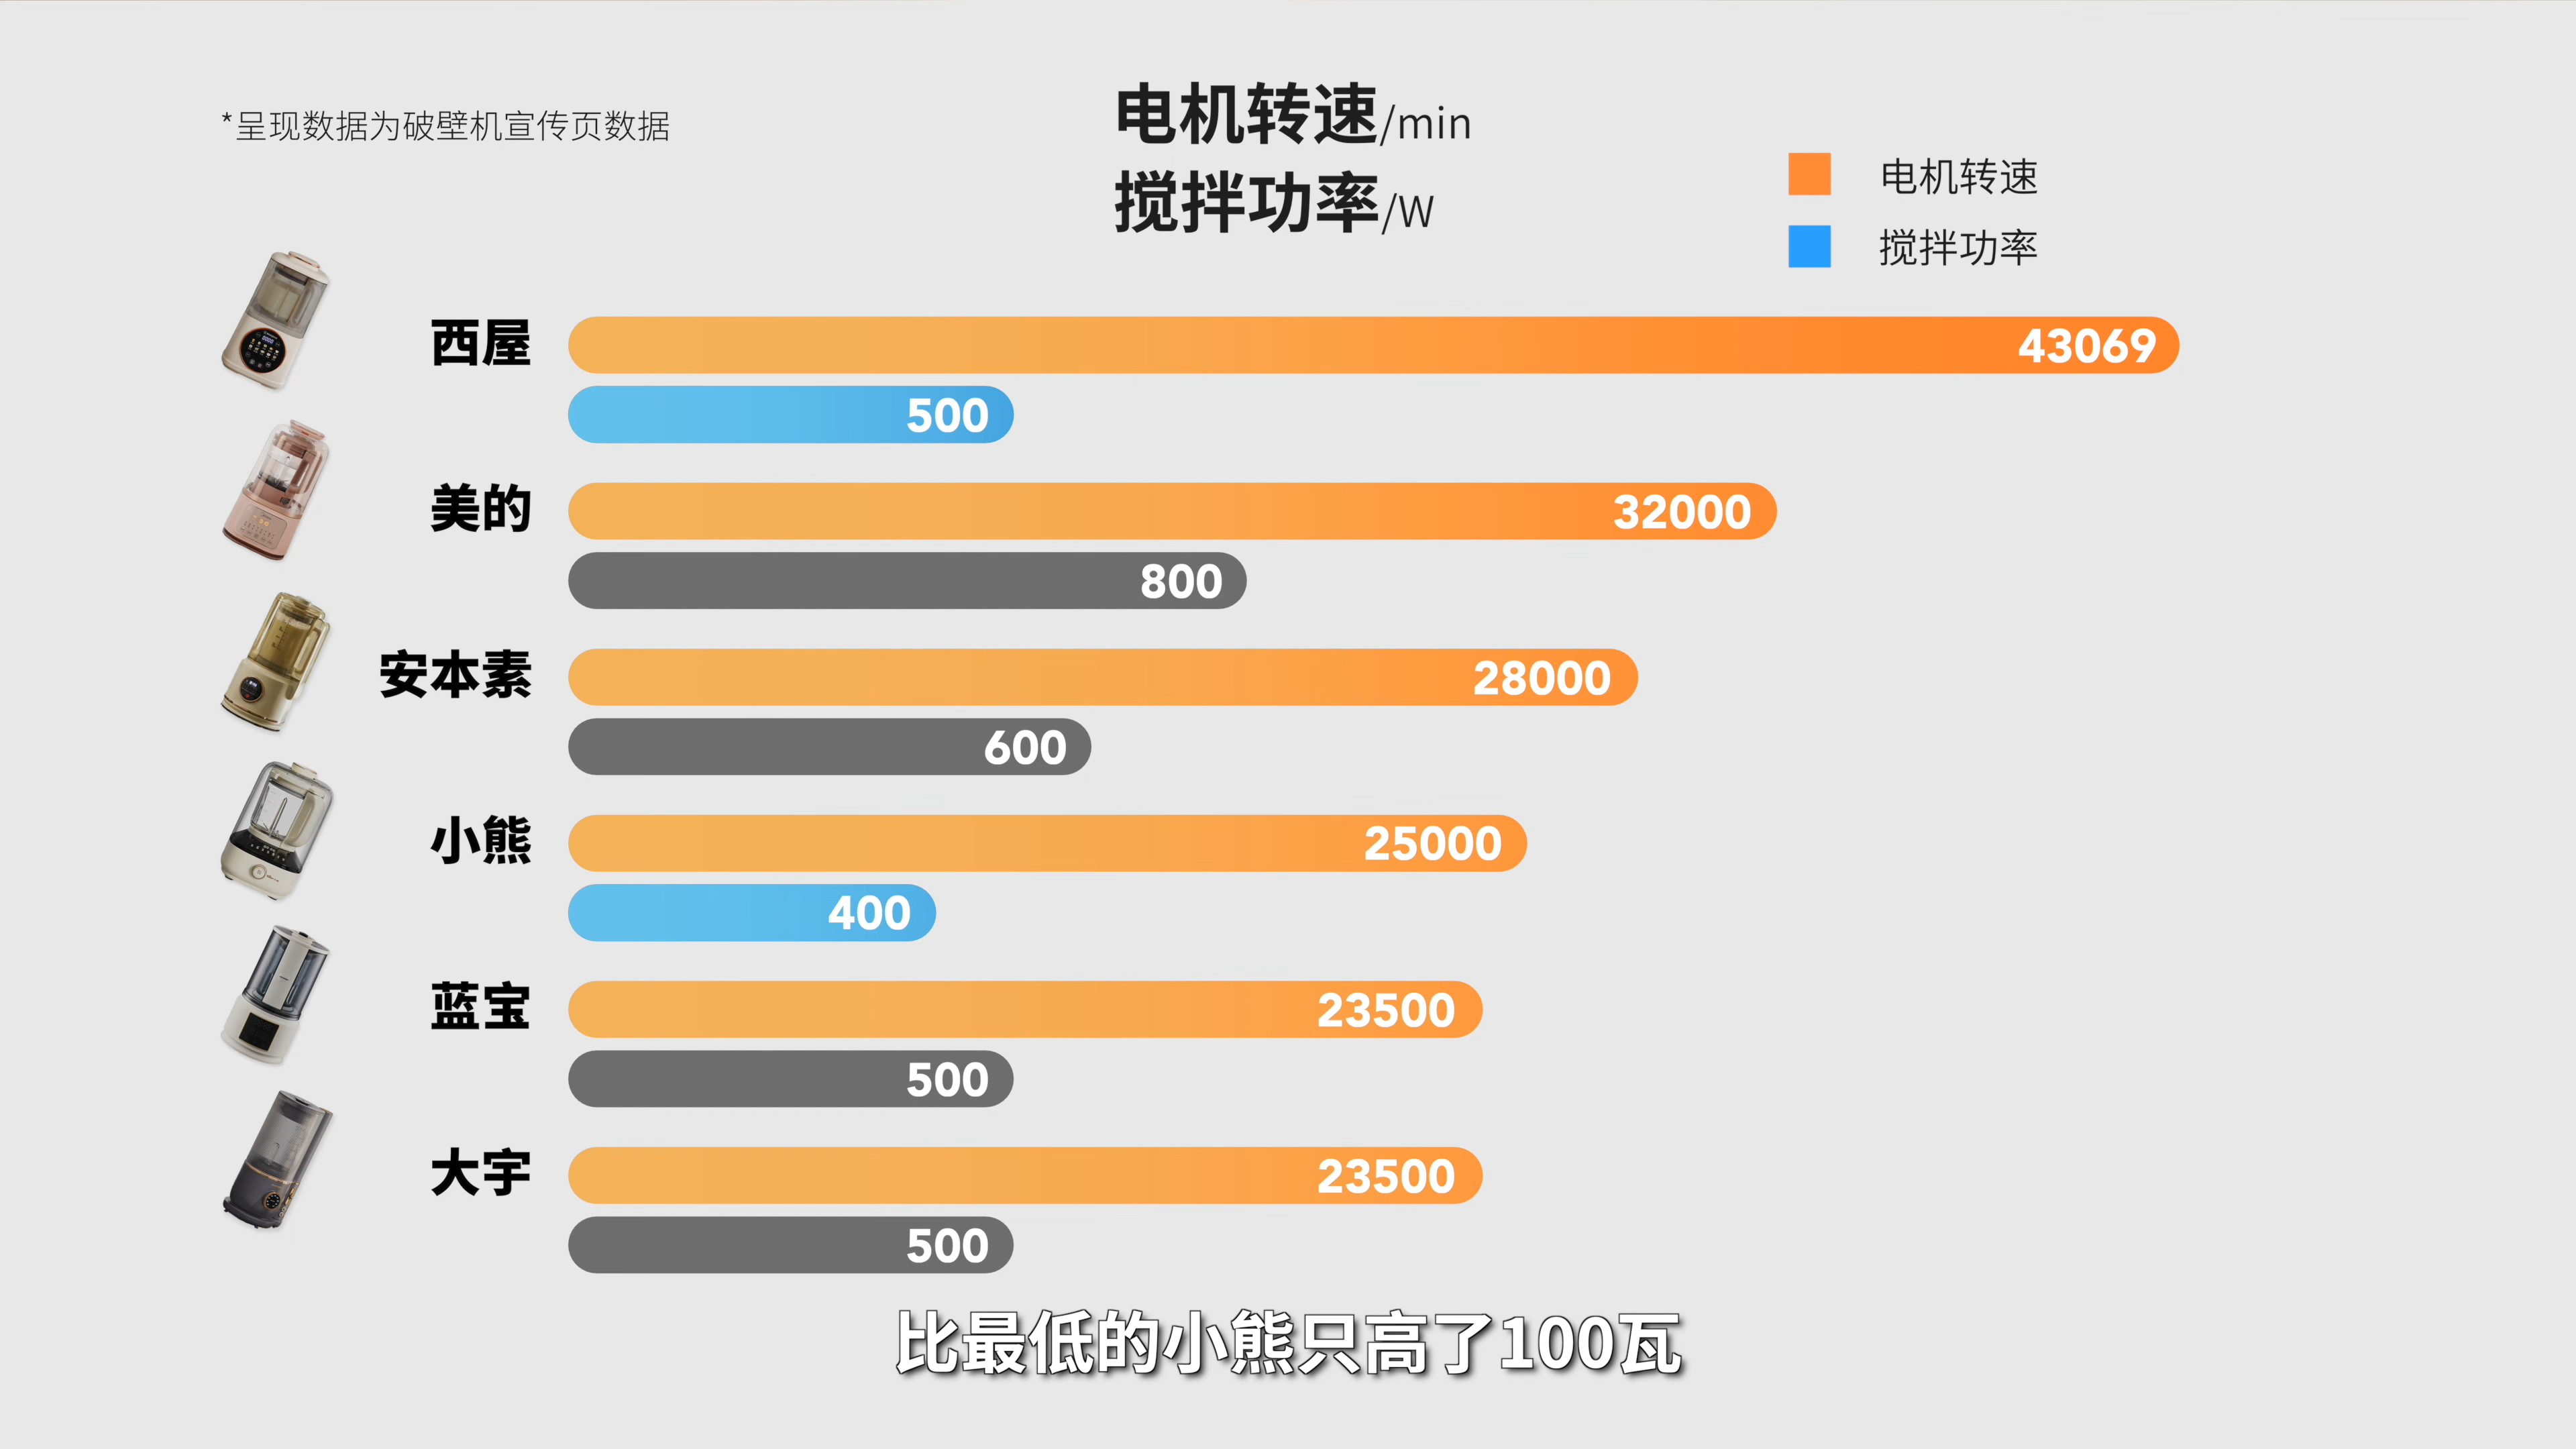 *呈现数据为破壁机宣传页数据
电机转速/min
搅拌功率/W
电机转速
搅拌功率
西屋
43069
500
美的
32000
800
安本素
28000
600
小熊
25000
400
蓝宝
23500
500
大宇
23500
500
比最低的小熊只高了100瓦